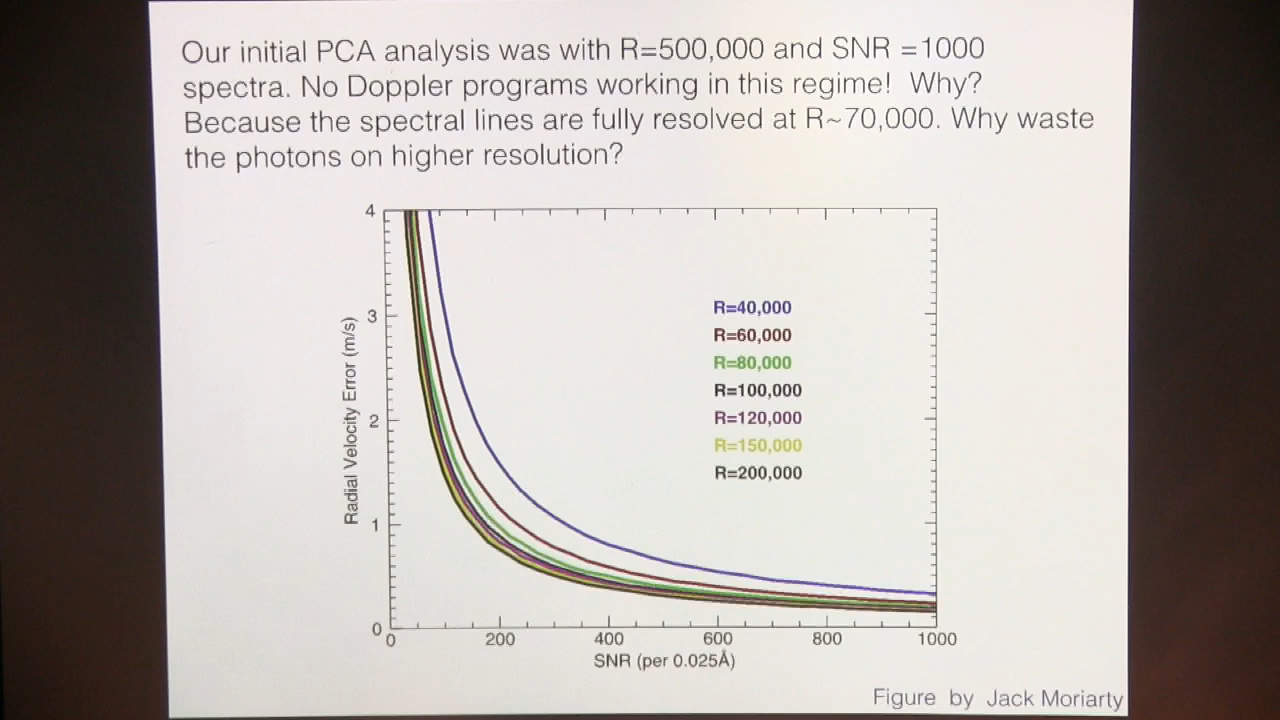 Our initial PCA analysis was with R=500,000 and SNR =1000
spectra. No Doppler programs working in this regime! Why?
Because the spectral lines are fully resolved at R~70,000. Why waste
the photons on higher resolution?
4
3
2
1
0
Radial Velocity Error (m/s)
R=40,000
R=60,000
R=80,000
R=100,000
R=120,000
R=150,000
R=200,000
0 200 400 600 800 1000
SNR (per 0.025Å)
Figure by Jack Moriarty